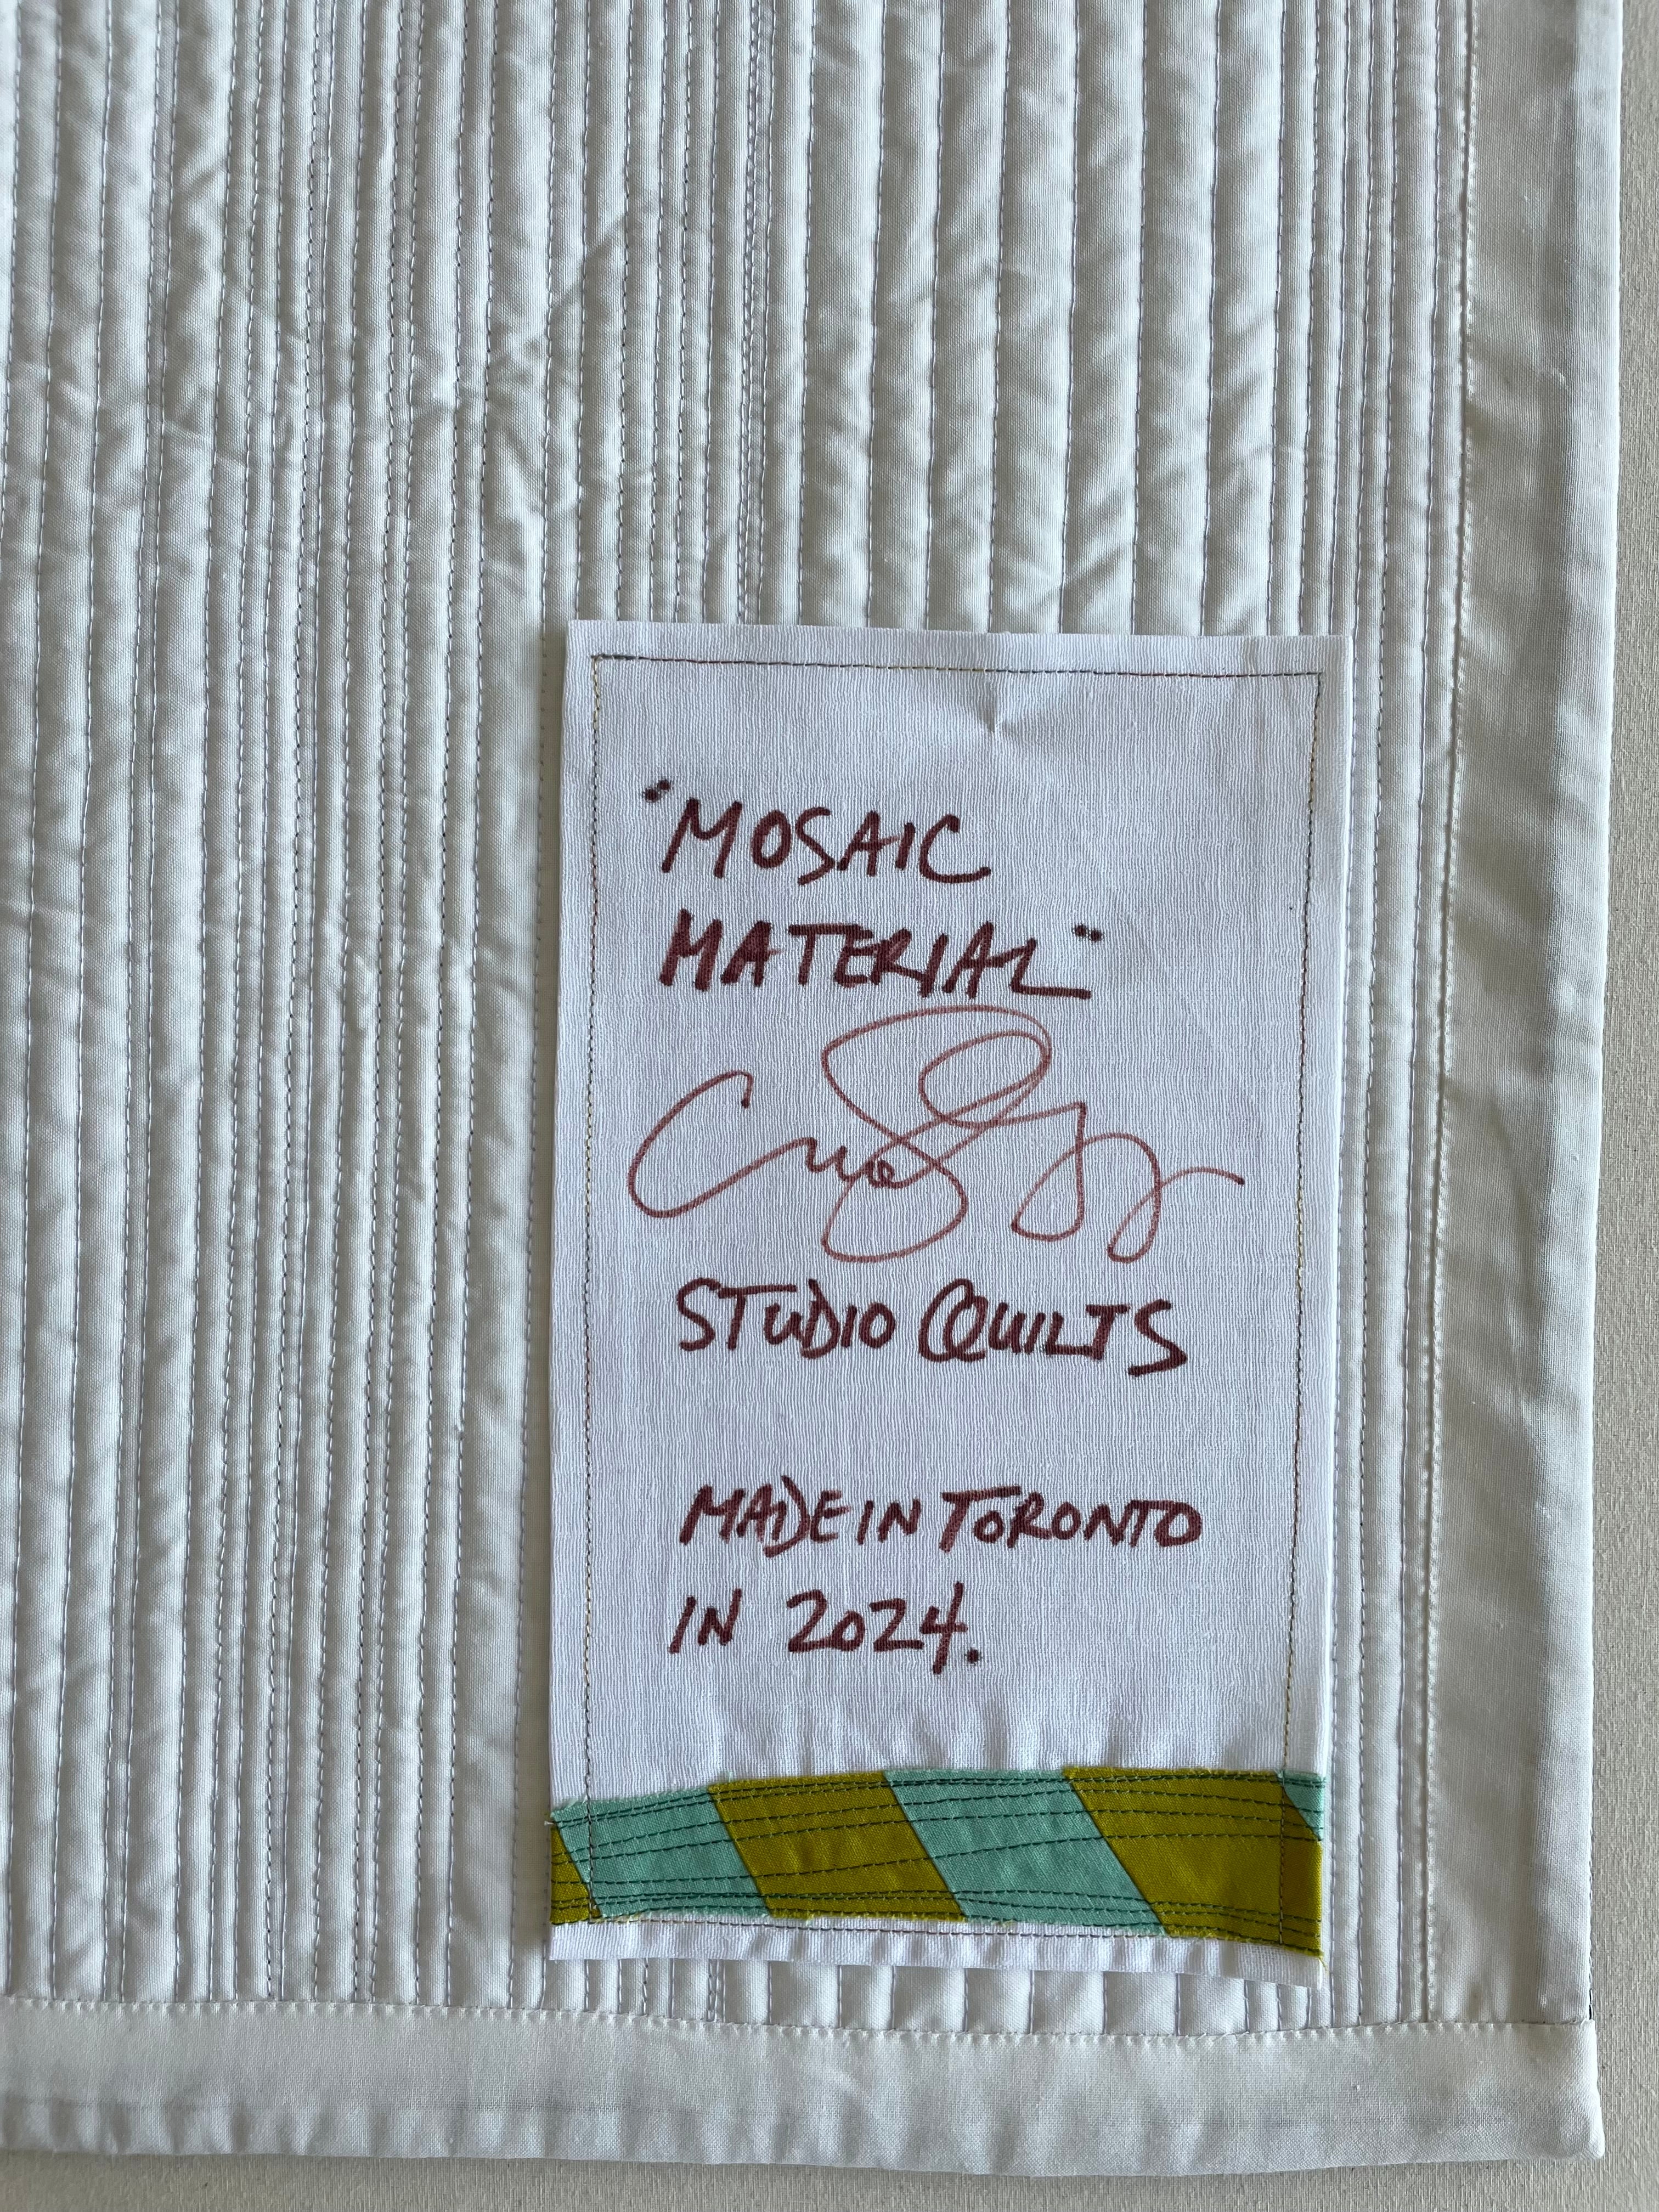 "MOSAIC
MATERIAL"
STUDIO QUILTS
MADE IN TORONTO
IN 2024.